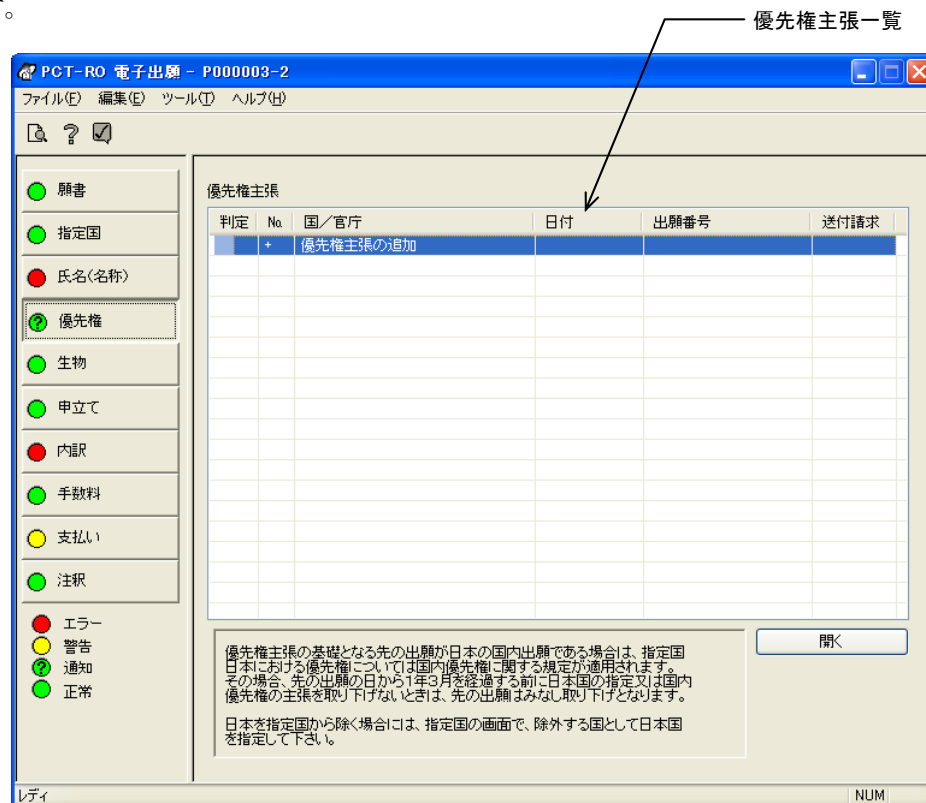 。
優先権主張一覧
PCT-RO 電子出願 - P000003-2
ファイル(F) 編集(E) ツール(T) ヘルプ(H)
願書
指定国
氏名(名称)
優先権
生物
申立て
内訳
手数料
支払い
注釈
エラー
警告
通知
正常
優先権主張
判定 No. 国／官庁 日付 出願番号 送付請求
+ 優先権主張の追加
開く
優先権主張の基礎となる先の出願が日本の国内出願である場合は、指定国
日本における優先権については国内優先権に関する規定が適用されます。
その場合、先の出願の日から1年3月を経過する前に日本国の指定又は国内
優先権の主張を取り下げないときは、先の出願はみなし取り下げとなります。
日本を指定国から除く場合には、指定国の画面で、除外する国として日本国
を指定して下さい。
レディ NUM